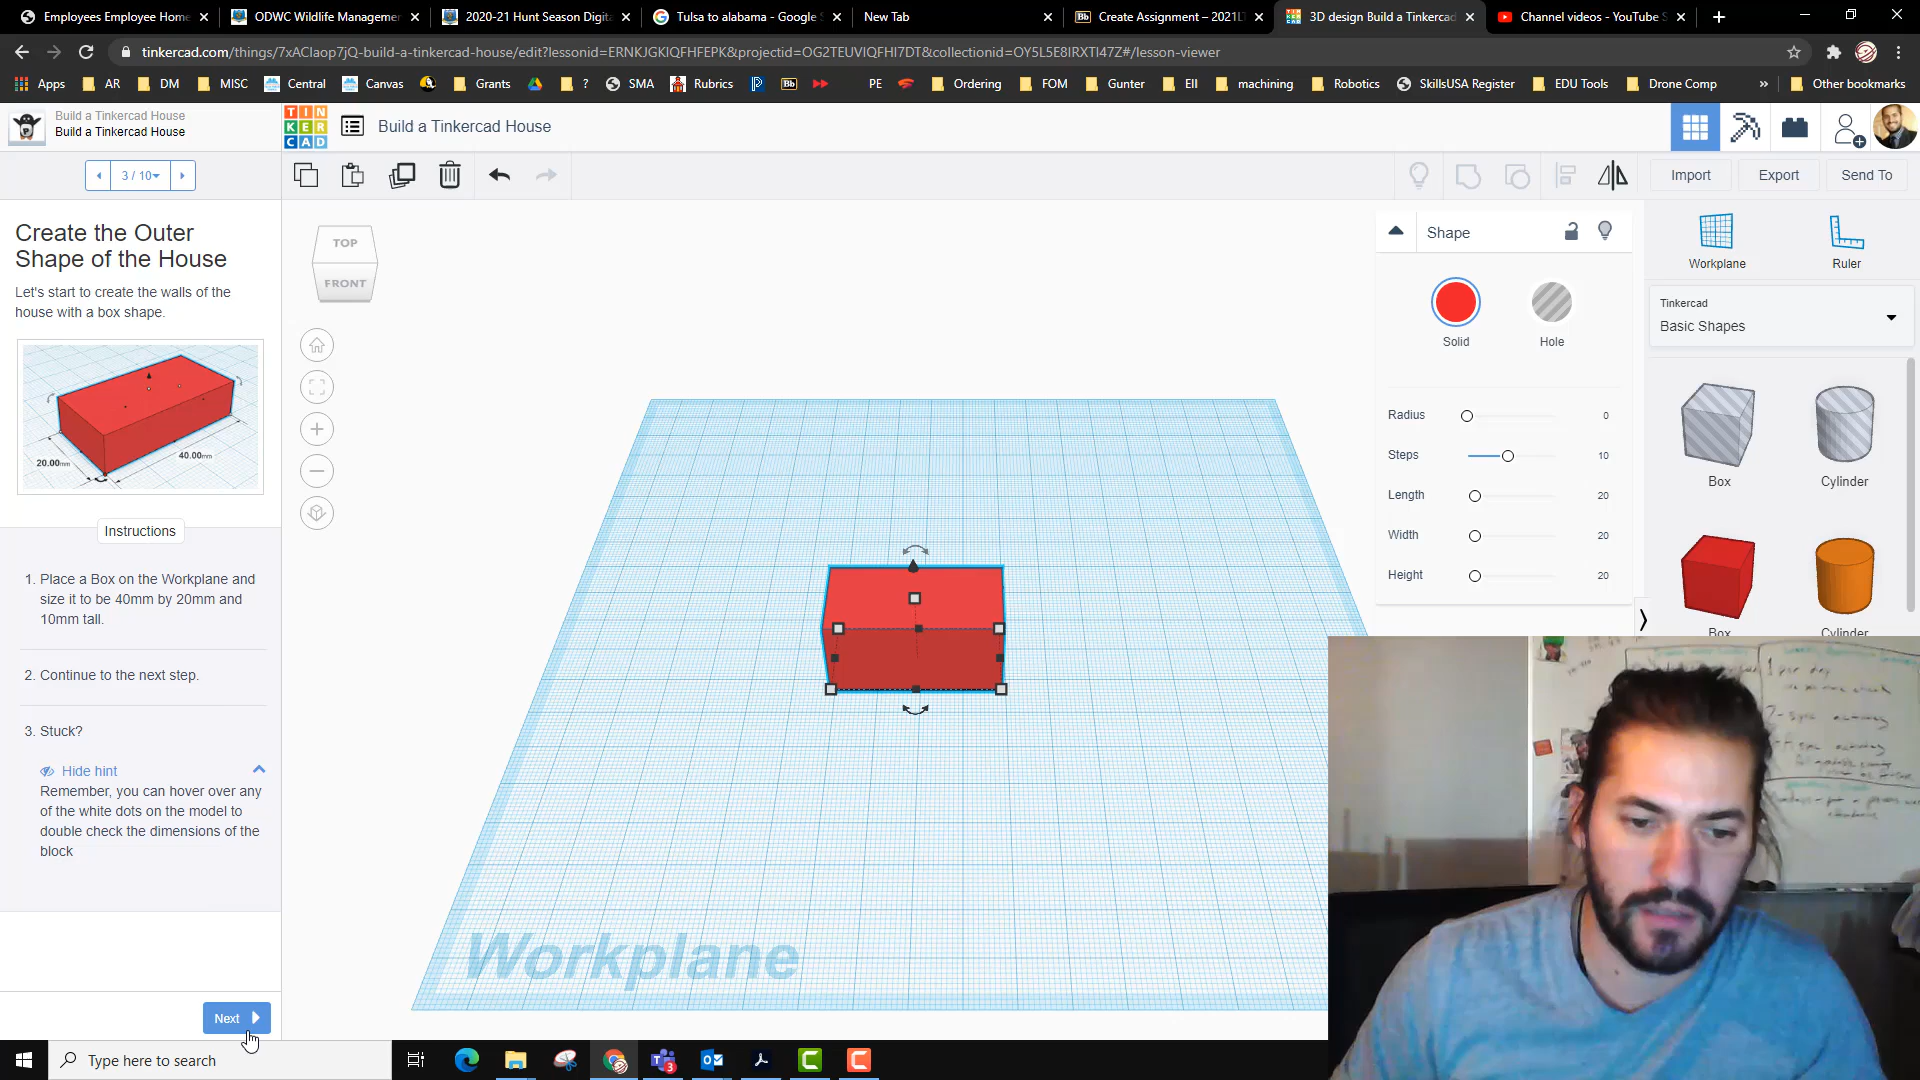 Employees Employee Home
ODWC Wildlife Managemen
2020-21 Hunt Season Digita
Tulsa to alabama - Google S
New Tab
Create Assignment – 2021L
3D design Build a Tinkercad
Channel videos - YouTube S
tinkercad.com/things/7xAClaop7jQ-build-a-tinkercad-house/edit?lessonid=ERNKJGKIQFHFEPK&projectid=OG2TEUVIQFHI7DT&collectionid=OY5L5E8IRXTI47Z#/lesson-viewer
Apps
AR
DM
MISC
Central
Canvas
Grants
?
SMA
Rubrics
Bb
PE
Ordering
FOM
Gunter
EII
machining
Robotics
SkillsUSA Register
EDU Tools
Drone Comp
»
Other bookmarks
Build a Tinkercad House
Build a Tinkercad House
TIN
KER
CAD
Build a Tinkercad House
3 / 10
Import
Export
Send To
Create the Outer
Shape of the House
Let's start to create the walls of the
house with a box shape.
20.00mm
40.00mm
Instructions
1. Place a Box on the Workplane and
size it to be 40mm by 20mm and
10mm tall.
2. Continue to the next step.
3. Stuck?
Hide hint
Remember, you can hover over any
of the white dots on the model to
double check the dimensions of the
block
Next
TOP
FRONT
Workplane
Shape
Solid
Hole
Radius
0
Steps
10
Length
20
Width
20
Height
20
Workplane
Ruler
Tinkercad
Basic Shapes
Box
Cylinder
Box
Cylinder
Type here to search
3